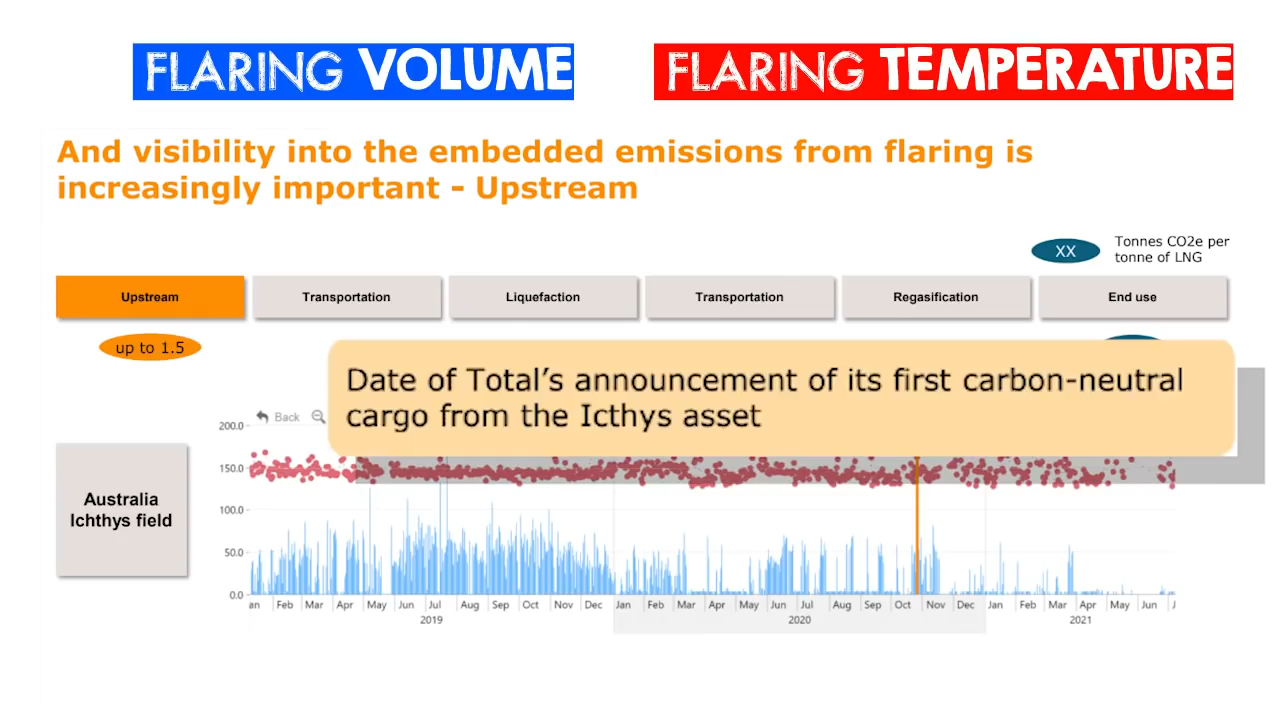 FLARING VOLUME
FLARING TEMPERATURE
And visibility into the embedded emissions from flaring is
increasingly important - Upstream
XX
Tonnes CO2e per
tonne of LNG
Upstream
Transportation
Liquefaction
Transportation
Regasification
End use
up to 1.5
Date of Total's announcement of its first carbon-neutral
cargo from the Icthys asset
Back
Australia
Ichthys field
200.0
150.0
100.0
50.0
0.0
an Feb Mar Apr May Jun Jul Aug Sep Oct Nov Dec Jan Feb Mar Apr May Jun Jul Aug Sep Oct Nov Dec Jan Feb Mar Apr May Jun J
2019 2020 2021